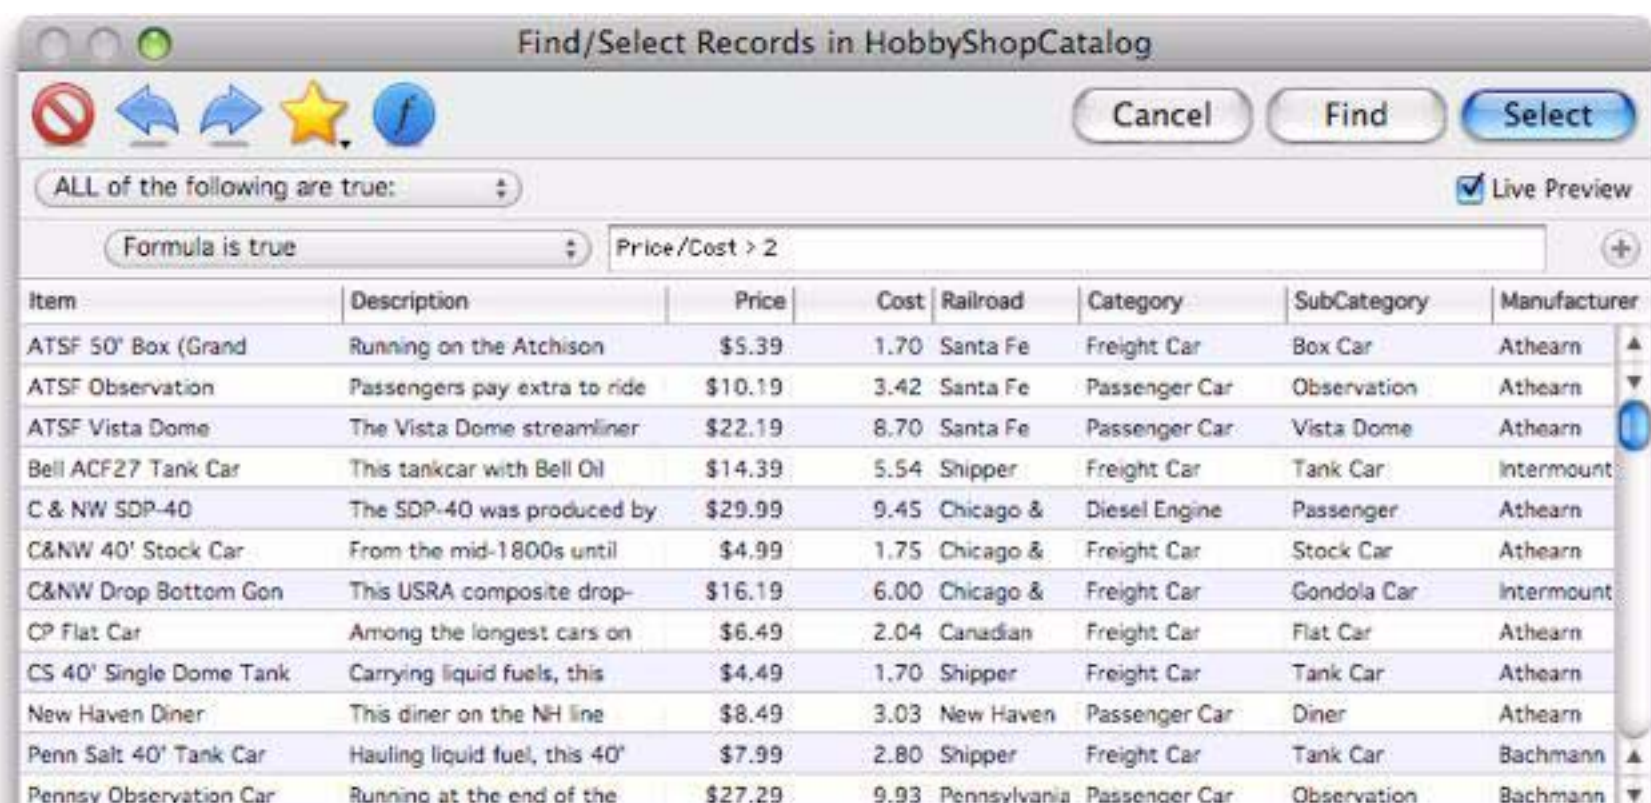 Find/Select Records in HobbyShopCatalog
Cancel Find Select
ALL of the following are true: Live Preview
Formula is true Price/Cost > 2
Item Description Price Cost Railroad Category SubCategory Manufacturer
ATSF 50' Box (Grand Running on the Atchison $5.39 1.70 Santa Fe Freight Car Box Car Athearn
ATSF Observation Passengers pay extra to ride $10.19 3.42 Santa Fe Passenger Car Observation Athearn
ATSF Vista Dome The Vista Dome streamliner $22.19 8.70 Santa Fe Passenger Car Vista Dome Athearn
Bell ACF27 Tank Car This tankcar with Bell Oil $14.39 5.54 Shipper Freight Car Tank Car Intermount
C & NW SDP-40 The SDP-40 was produced by $29.99 9.45 Chicago & Diesel Engine Passenger Athearn
C&NW 40' Stock Car From the mid-1800s until $4.99 1.75 Chicago & Freight Car Stock Car Athearn
C&NW Drop Bottom Gon This USRA composite drop- $16.19 6.00 Chicago & Freight Car Gondola Car Intermount
CP Flat Car Among the longest cars on $6.49 2.04 Canadian Freight Car Flat Car Athearn
CS 40' Single Dome Tank Carrying liquid fuels, this $4.49 1.70 Shipper Freight Car Tank Car Athearn
New Haven Diner This diner on the NH line $8.49 3.03 New Haven Passenger Car Diner Athearn
Penn Salt 40' Tank Car Hauling liquid fuel, this 40' $7.99 2.80 Shipper Freight Car Tank Car Bachmann
Pennsy Observation Car Running at the end of the $27.29 9.93 Pennsylvania Passenger Car Observation Bachmann